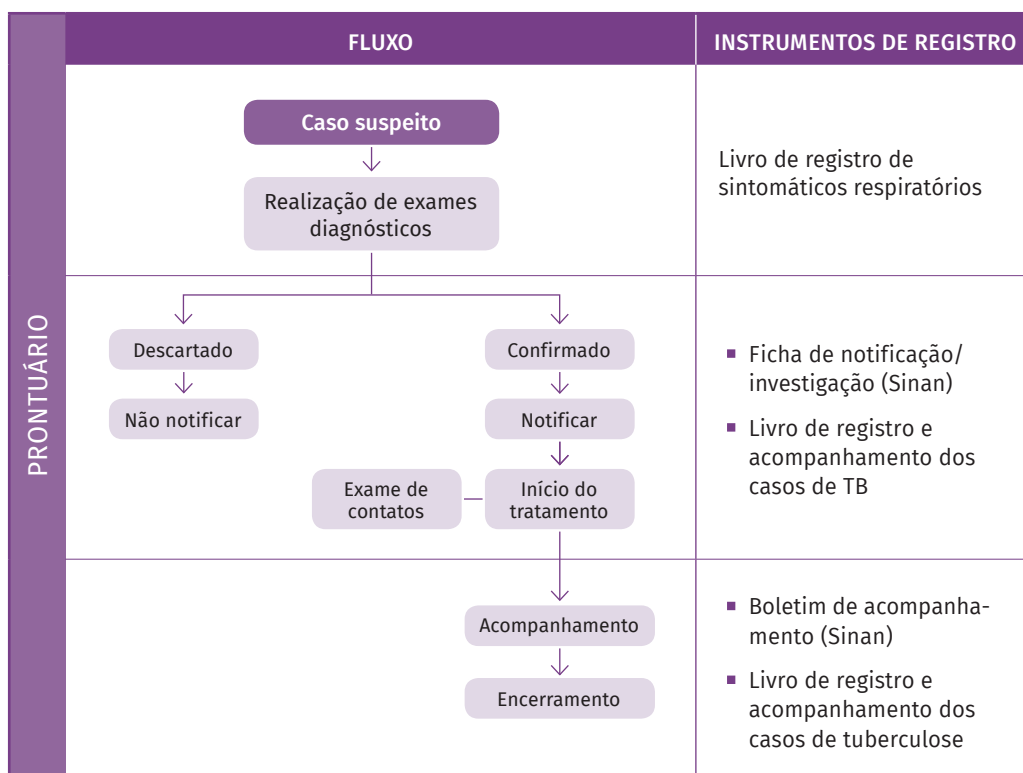 FLUXO
INSTRUMENTOS DE REGISTRO
PRONTUÁRIO
Caso suspeito
Realização de exames
diagnósticos
Livro de registro de
sintomáticos respiratórios
Descartado
Não notificar
Confirmado
Notificar
Exame de
contatos
Início do
tratamento
▪ Ficha de notificação/
investigação (Sinan)
▪ Livro de registro e
acompanhamento dos
casos de TB
Acompanhamento
Encerramento
▪ Boletim de acompanha-
mento (Sinan)
▪ Livro de registro e
acompanhamento dos
casos de tuberculose